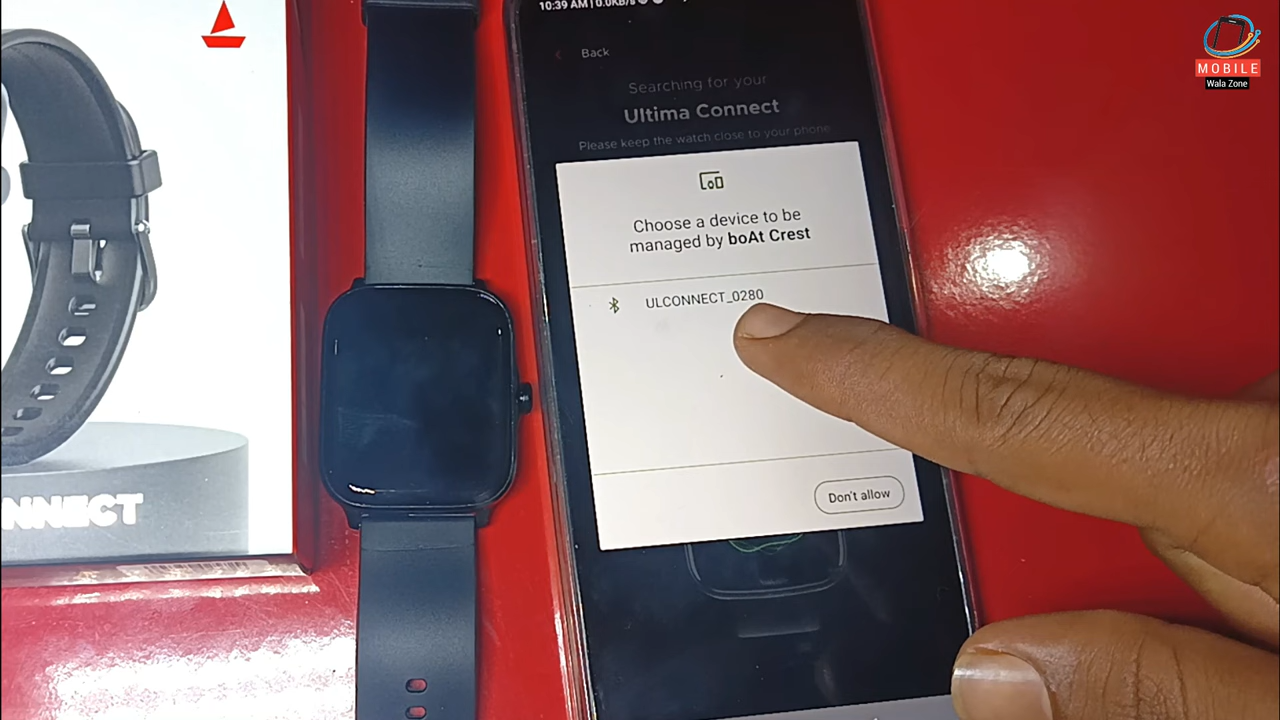 10:39 AM | 0.0KB/s
Back
Searching for your
Ultima Connect
Please keep the watch close to your phone
Choose a device to be
managed by boAt Crest
ULCONNECT_0280
Don't allow
NNECT
MOBILE
Wala Zone